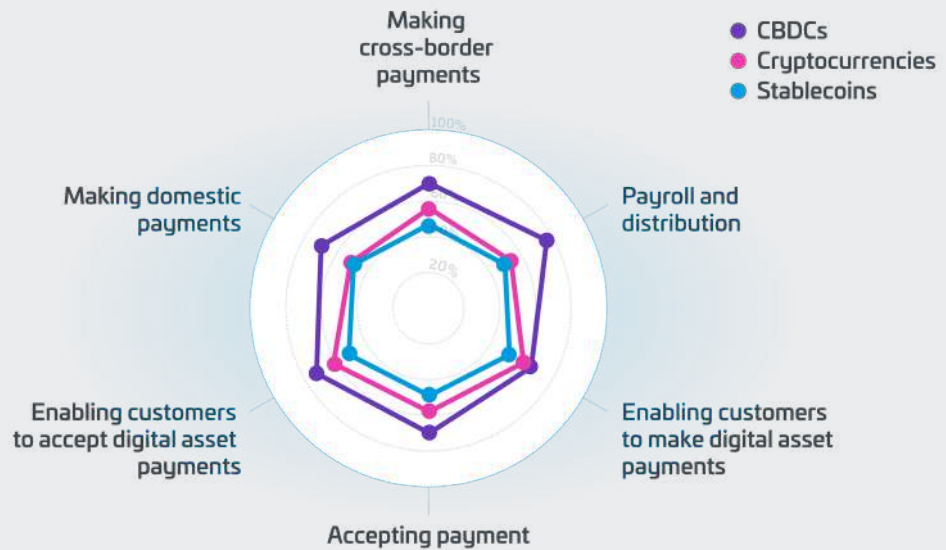 Making
cross-border
payments
CBDCs
Cryptocurrencies
Stablecoins
100%
80%
20%
Making domestic
payments
Payroll and
distribution
Enabling customers
to accept digital asset
payments
Enabling customers
to make digital asset
payments
Accepting payment